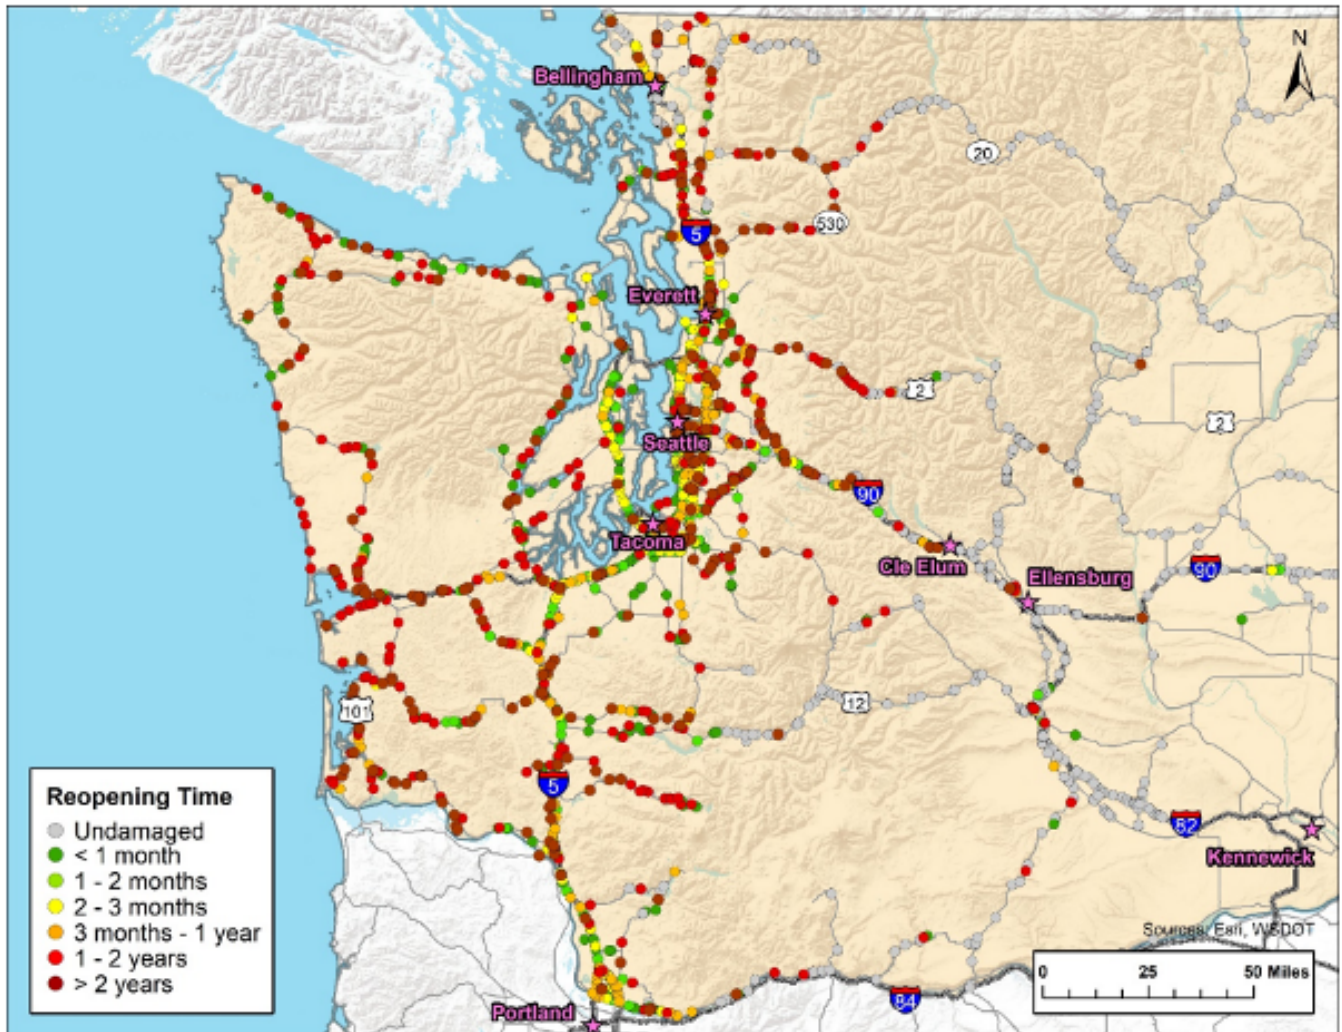 N
Bellingham
20
530
5
Everett
2
2
Seattle
90
Tacoma
Cle Elum
90
Ellensburg
101
12
5
Reopening Time
Undamaged
< 1 month
1 - 2 months
2 - 3 months
3 months - 1 year
1 - 2 years
> 2 years
82
Kennewick
Sources: Esri, WSDOT
0 25 50 Miles
84
Portland